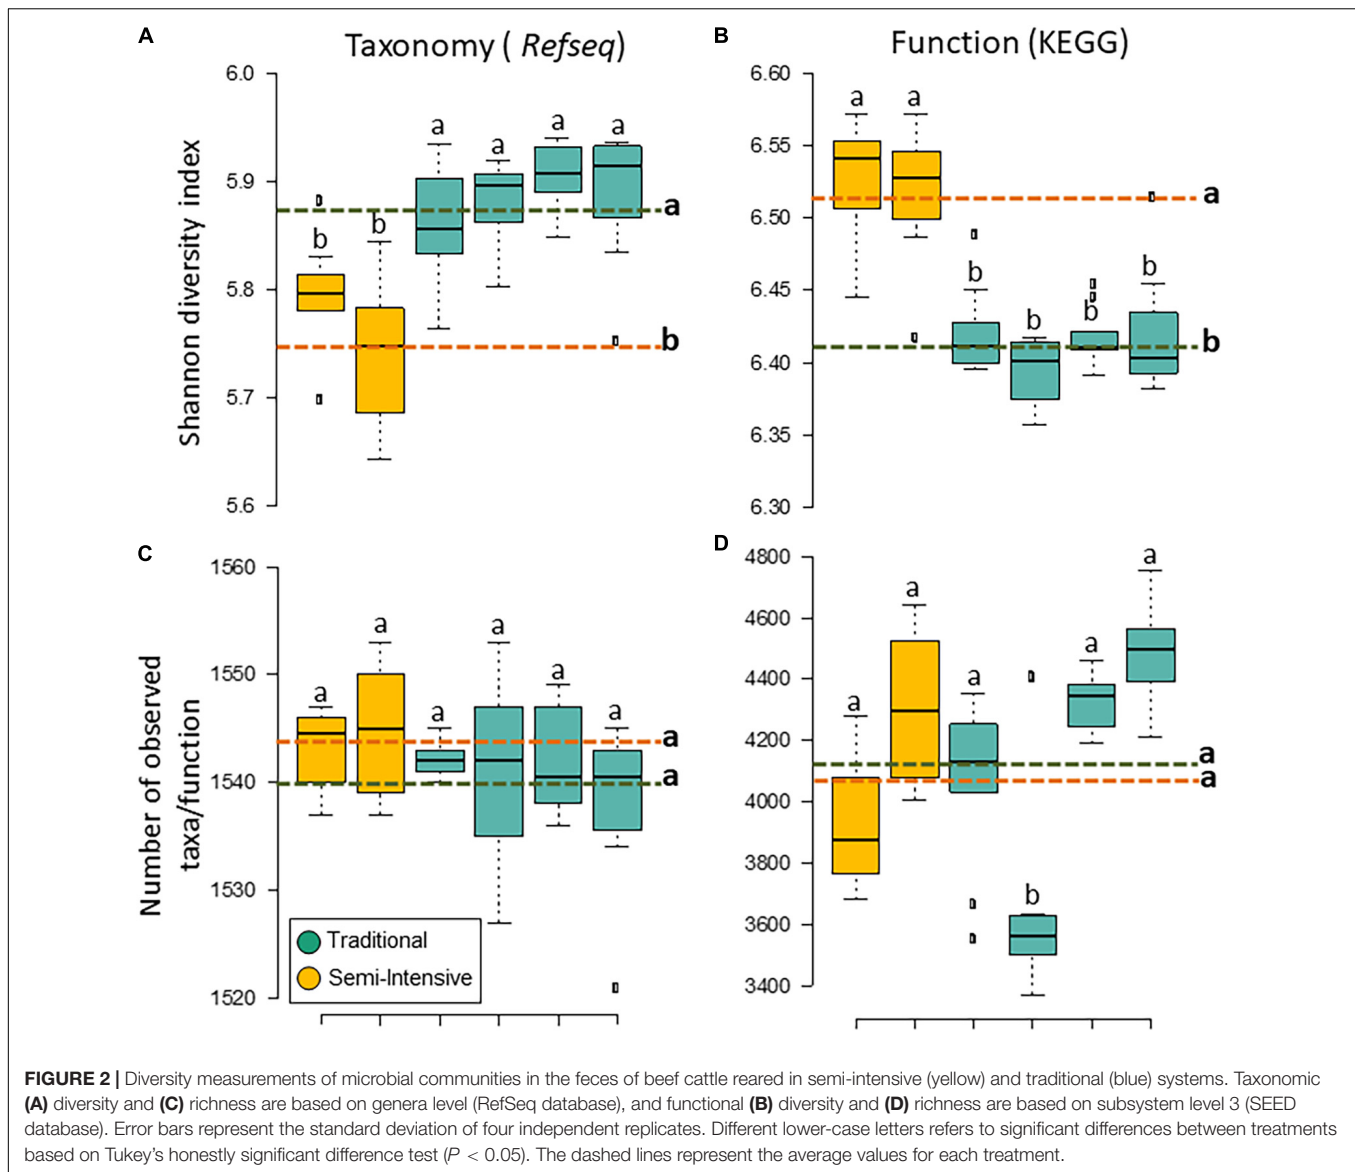 A
Taxonomy ( Refseq)
6.0
5.9
5.8
5.7
5.6
Shannon diversity index
b
b
a
a
a
a
a
b
B
Function (KEGG)
6.60
6.55
6.50
6.45
6.40
6.35
6.30
a
a
b
b
b
b
a
b
C
1560
1550
1540
1530
1520
Number of observed
taxa/function
a
a
a
a
a
a
a
a
Traditional
Semi-Intensive
D
4800
4600
4400
4200
4000
3800
3600
3400
a
a
a
b
a
a
a
a
FIGURE 2 | Diversity measurements of microbial communities in the feces of beef cattle reared in semi-intensive (yellow) and traditional (blue) systems. Taxonomic
(A) diversity and (C) richness are based on genera level (RefSeq database), and functional (B) diversity and (D) richness are based on subsystem level 3 (SEED
database). Error bars represent the standard deviation of four independent replicates. Different lower-case letters refers to significant differences between treatments
based on Tukey's honestly significant difference test (P < 0.05). The dashed lines represent the average values for each treatment.